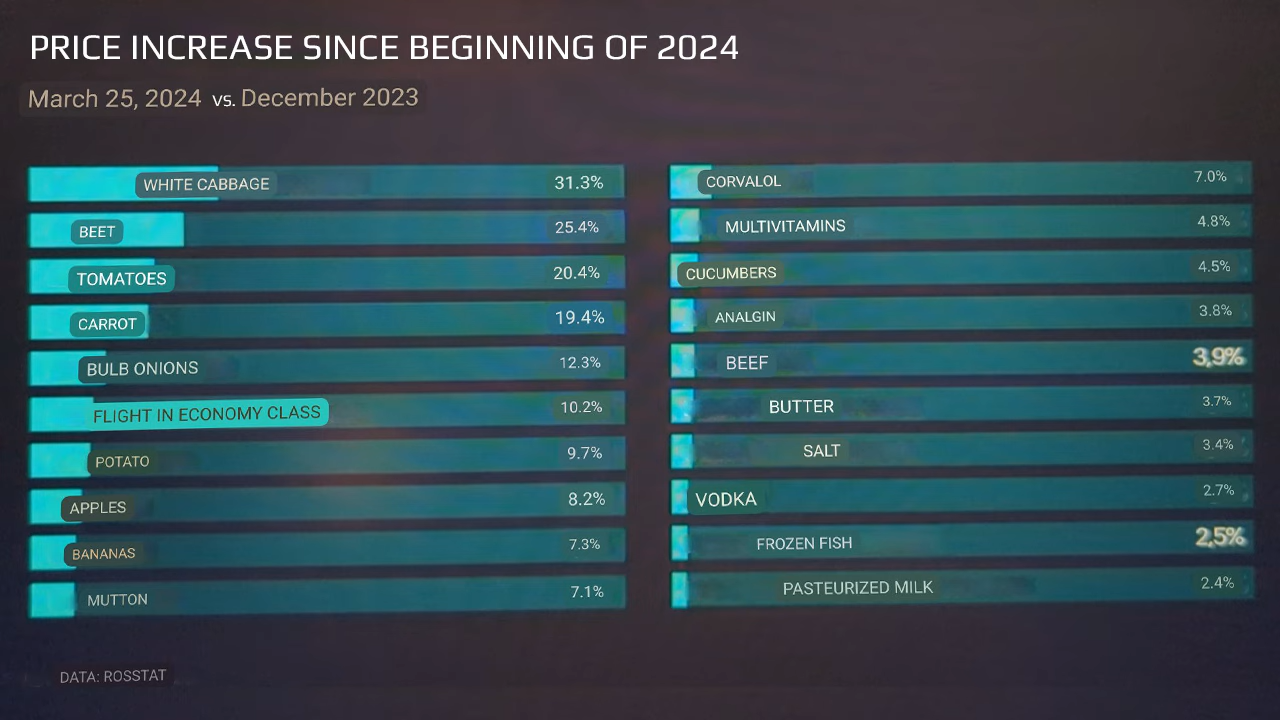 PRICE INCREASE SINCE BEGINNING OF 2024
March 25, 2024 vs. December 2023
WHITE CABBAGE 31.3%
BEET 25.4%
TOMATOES 20.4%
CARROT 19.4%
BULB ONIONS 12.3%
FLIGHT IN ECONOMY CLASS 10.2%
POTATO 9.7%
APPLES 8.2%
BANANAS 7.3%
MUTTON 7.1%
CORVALOL 7.0%
MULTIVITAMINS 4.8%
CUCUMBERS 4.5%
ANALGIN 3.8%
BEEF 3,9%
BUTTER 3.7%
SALT 3.4%
VODKA 2.7%
FROZEN FISH 2,5%
PASTEURIZED MILK 2.4%
DATA: ROSSTAT